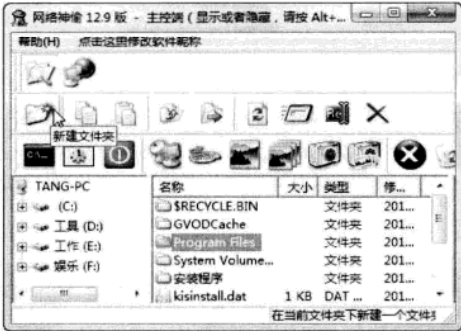 网络神偷 12.9 版 - 主控端 ( 显示或者隐藏 , 请按 Alt+...
帮助(H) 点击这里修改软件昵称
新建文件夹
C:\...
TANG-PC
(C:)
工具 (D:)
工作 (E:)
娱乐 (F:)
名称 大小 类型 修...
$RECYCLE.BIN 文件夹 201...
GVODCache 文件夹 201...
Program Files 文件夹 201...
System Volume... 文件夹 201...
安装程序 文件夹 201...
kisinstall.dat 1 KB DAT ... 201...
在当前文件夹下新建一个文件